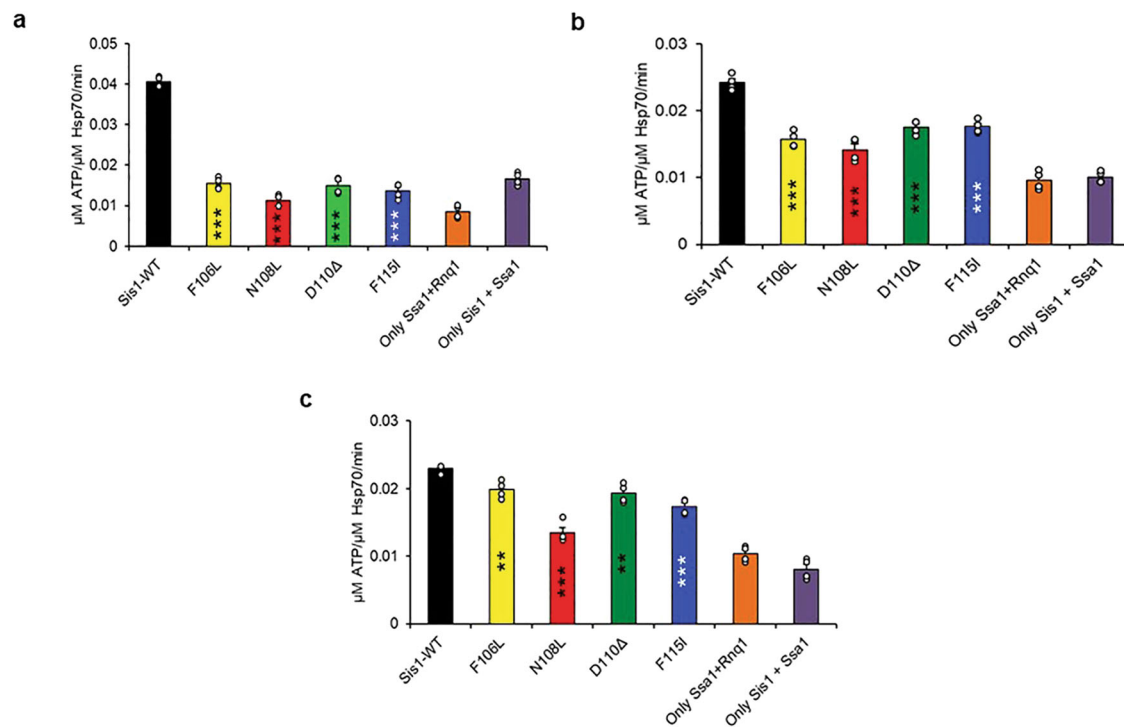 a
µM ATP/µM Hsp70/min
0.05
0.04
0.03
0.02
0.01
0
***
***
***
***
Sis1-WT
F106L
N108L
D110Δ
F115I
Only Ssa1+Rnq1
Only Sis1 + Ssa1
b
µM ATP/µM Hsp70/min
0.03
0.02
0.01
0
***
***
***
***
Sis1-WT
F106L
N108L
D110Δ
F115I
Only Ssa1+Rnq1
Only Sis1 + Ssa1
c
µM ATP/µM Hsp70/min
0.03
0.02
0.01
0
**
***
**
***
Sis1-WT
F106L
N108L
D110Δ
F115I
Only Ssa1+Rnq1
Only Sis1 + Ssa1